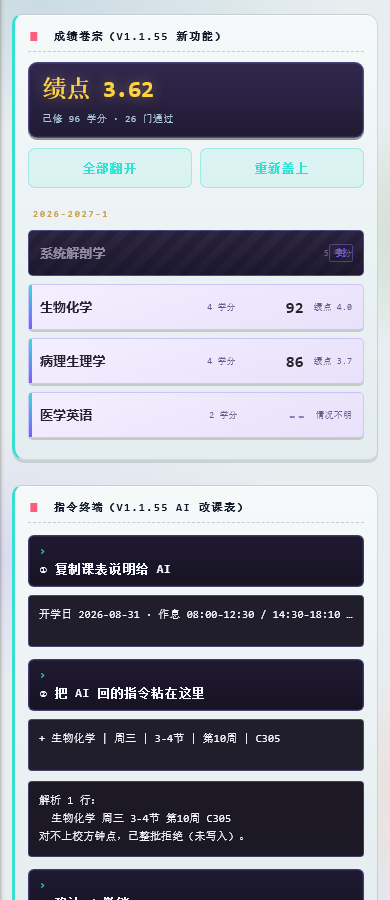 成绩卷宗（V1.1.55 新功能）
绩点 3.62
已修 96 学分 · 26 门通过
全部翻开
重新盖上
2026-2027-1
系统解剖学
生物化学 4 学分 92 绩点 4.0
病理生理学 4 学分 86 绩点 3.7
医学英语 2 学分 -- 情况不明
指令终端（V1.1.55 AI 改课表）
›
① 复制课表说明给 AI
开学日 2026-08-31 · 作息 08:00-12:30 / 14:30-18:10 …
›
② 把 AI 回的指令粘在这里
+ 生物化学 | 周三 | 3-4节 | 第10周 | C305
解析 1 行:
生物化学 周三 3-4节 第10周 C305
对不上校方钟点，已整批拒绝（未写入）。
›